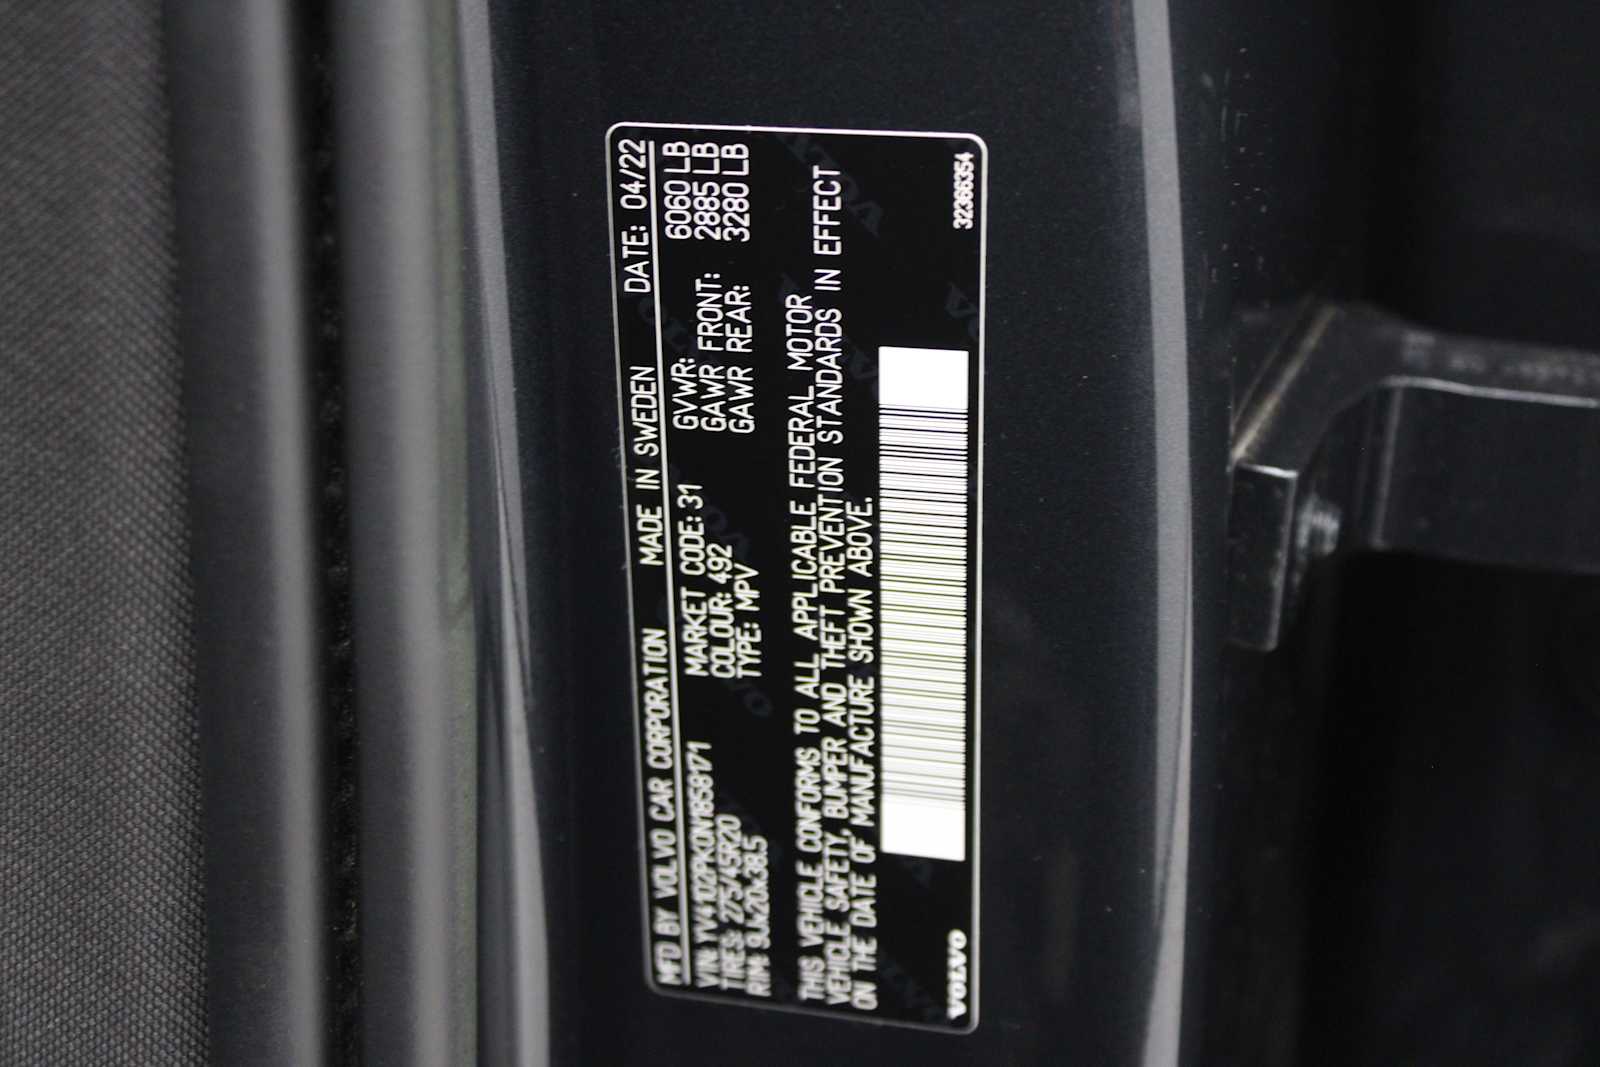 MFD BY VOLVO CAR CORPORATION MADE IN SWEDEN DATE: 04/22
VIN: YV4102PK0N1858171 MARKET CODE: 31 GVWR: 6060 LB
TIRES: 275/45R20 COLOUR: 492 GAWR FRONT: 2885 LB
RIM: 9Jx20x38.5 TYPE: MPV GAWR REAR: 3280 LB
THIS VEHICLE CONFORMS TO ALL APPLICABLE FEDERAL MOTOR
VEHICLE SAFETY, BUMPER AND THEFT PREVENTION STANDARDS IN EFFECT
ON THE DATE OF MANUFACTURE SHOWN ABOVE.
VOLVO 32366354